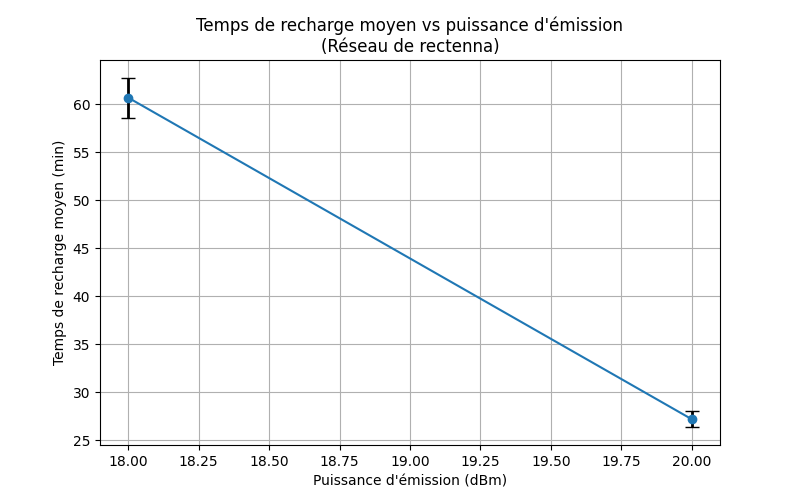 Temps de recharge moyen vs puissance d'émission
(Réseau de rectenna)
Temps de recharge moyen (min)
60
55
50
45
40
35
30
25
18.00 18.25 18.50 18.75 19.00 19.25 19.50 19.75 20.00
Puissance d'émission (dBm)